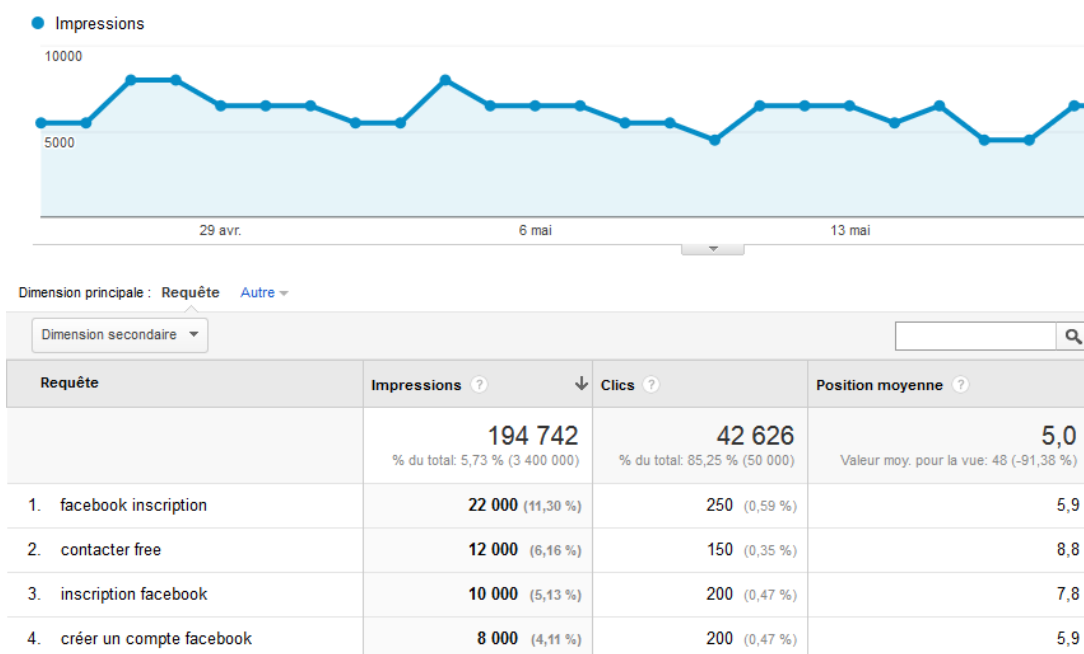 Impressions
10000
5000
29 avr. 6 mai 13 mai
Dimension principale : Requête Autre
Dimension secondaire
Requête Impressions ? Clics ? Position moyenne ?
194 742 42 626 5,0
% du total: 5,73 % (3 400 000) % du total: 85,25 % (50 000) Valeur moy. pour la vue: 48 (-91,38 %)
1. facebook inscription 22 000 (11,30 %) 250 (0,59 %) 5,9
2. contacter free 12 000 (6,16 %) 150 (0,35 %) 8,8
3. inscription facebook 10 000 (5,13 %) 200 (0,47 %) 7,8
4. créer un compte facebook 8 000 (4,11 %) 200 (0,47 %) 5,9